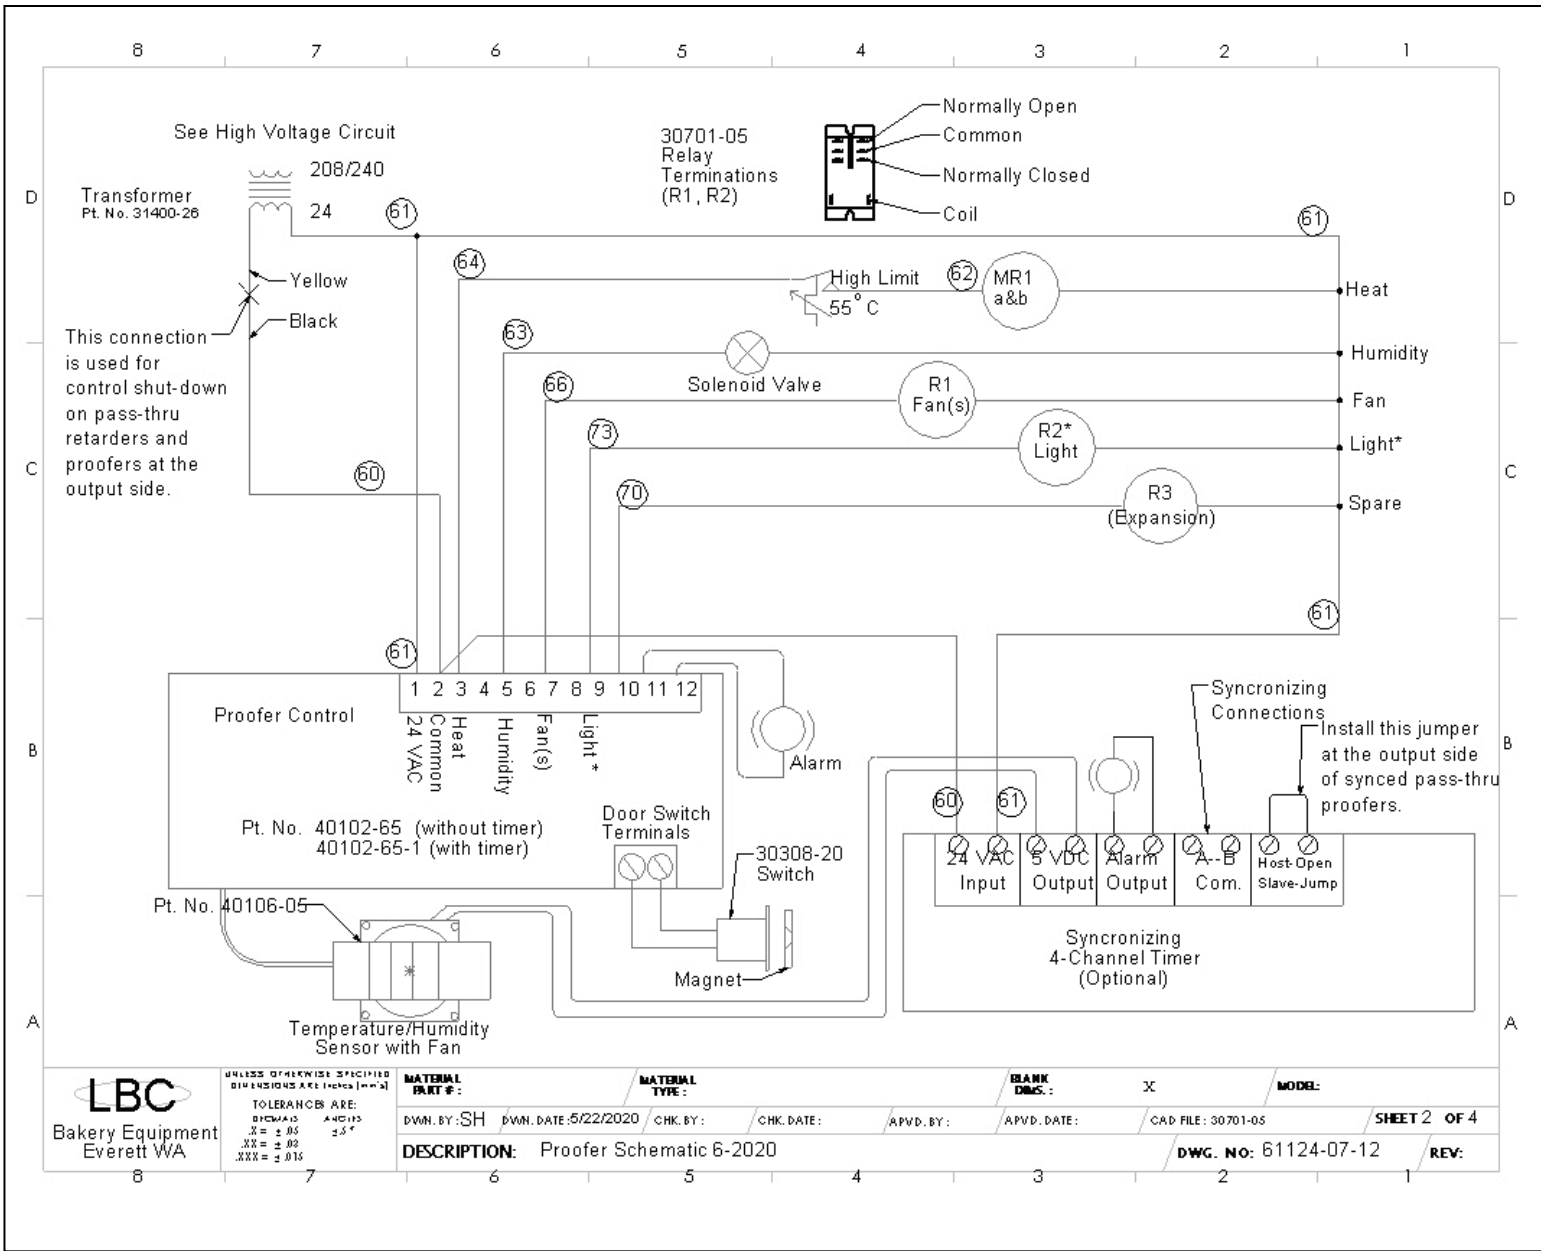 8 7 6 5 4 3 2 1
D
C
B
A
See High Voltage Circuit
208/240
Transformer
Pt. No. 31400-26
24
61
Yellow
Black
This connection
is used for
control shut-down
on pass-thru
retarders and
proofers at the
output side.
60
30701-05
Relay
Terminations
(R1, R2)
Normally Open
Common
Normally Closed
Coil
61
64
High Limit
55° C
62
MR1
a&b
Heat
63
Solenoid Valve
Humidity
66
R1
Fan(s)
Fan
73
R2*
Light
Light*
70
R3
(Expansion)
Spare
61
D
C
B
A
61
1 2 3 4 5 6 7 8 9 10 11 12
24 VAC
Common
Heat
Humidity
Fan(s)
Light *
Proofer Control
Pt. No. 40102-65 (without timer)
40102-65-1 (with timer)
Door Switch
Terminals
Alarm
30308-20
Switch
Magnet
Pt. No. 40106-05
Temperature/Humidity
Sensor with Fan
Syncronizing
Connections
Install this jumper
at the output side
of synced pass-thru
proofers.
60
61
24 VAC
Input
5 VDC
Output
Alarm
Output
A--B
Com.
Host-Open
Slave-Jump
Syncronizing
4-Channel Timer
(Optional)
LBC
Bakery Equipment
Everett WA
UNLESS OTHERWISE SPECIFIED
DIMENSIONS ARE Inches [mm's]
TOLERANCES ARE:
DECIMALS ANGLES
.X = ± .05 ± .5°
.XX = ± .03
.XXX = ± .015
MATERIAL
PART # :
MATERIAL
TYPE :
BLANK
DIMS. :
X
MODEL:
DWN. BY: SH
DWN. DATE: 5/22/2020
CHK. BY :
CHK. DATE :
APVD. BY :
APVD. DATE:
CAD FILE : 30701-05
SHEET 2 OF 4
DESCRIPTION: Proofer Schematic 6-2020
DWG. NO: 61124-07-12
REV:
8 7 6 5 4 3 2 1